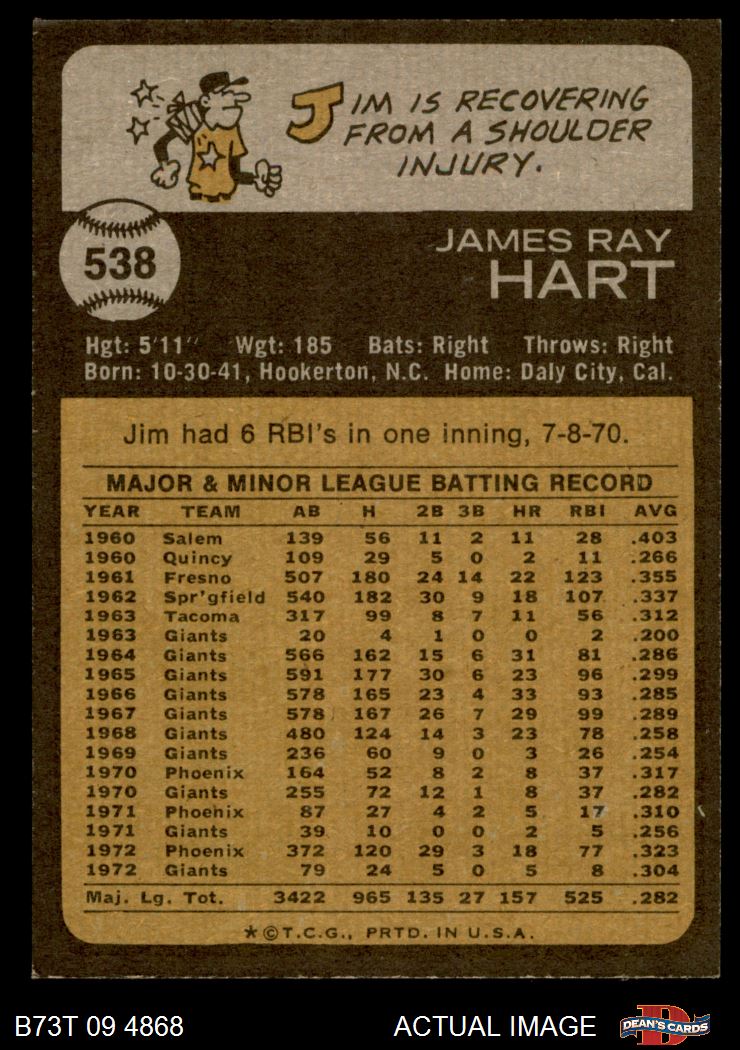 JIM IS RECOVERING
FROM A SHOULDER
INJURY.
538
JAMES RAY
HART
Hgt: 5'11" Wgt: 185 Bats: Right Throws: Right
Born: 10-30-41, Hookerton, N.C. Home: Daly City, Cal.
Jim had 6 RBI's in one inning, 7-8-70.
MAJOR & MINOR LEAGUE BATTING RECORD
YEAR TEAM AB H 2B 3B HR RBI AVG
1960 Salem 139 56 11 2 11 28 .403
1960 Quincy 109 29 5 0 2 11 .266
1961 Fresno 507 180 24 14 22 123 .355
1962 Spr'gfield 540 182 30 9 18 107 .337
1963 Tacoma 317 99 8 7 11 56 .312
1963 Giants 20 4 1 0 0 2 .200
1964 Giants 566 162 15 6 31 81 .286
1965 Giants 591 177 30 6 23 96 .299
1966 Giants 578 165 23 4 33 93 .285
1967 Giants 578 167 26 7 29 99 .289
1968 Giants 480 124 14 3 23 78 .258
1969 Giants 236 60 9 0 3 26 .254
1970 Phoenix 164 52 8 2 8 37 .317
1970 Giants 255 72 12 1 8 37 .282
1971 Phoenix 87 27 4 2 5 17 .310
1971 Giants 39 10 0 0 2 5 .256
1972 Phoenix 372 120 29 3 18 77 .323
1972 Giants 79 24 5 0 5 8 .304
Maj. Lg. Tot. 3422 965 135 27 157 525 .282
*©T.C.G., PRTD. IN U.S.A.
B73T 09 4868 ACTUAL IMAGE D DEAN'S CARDS